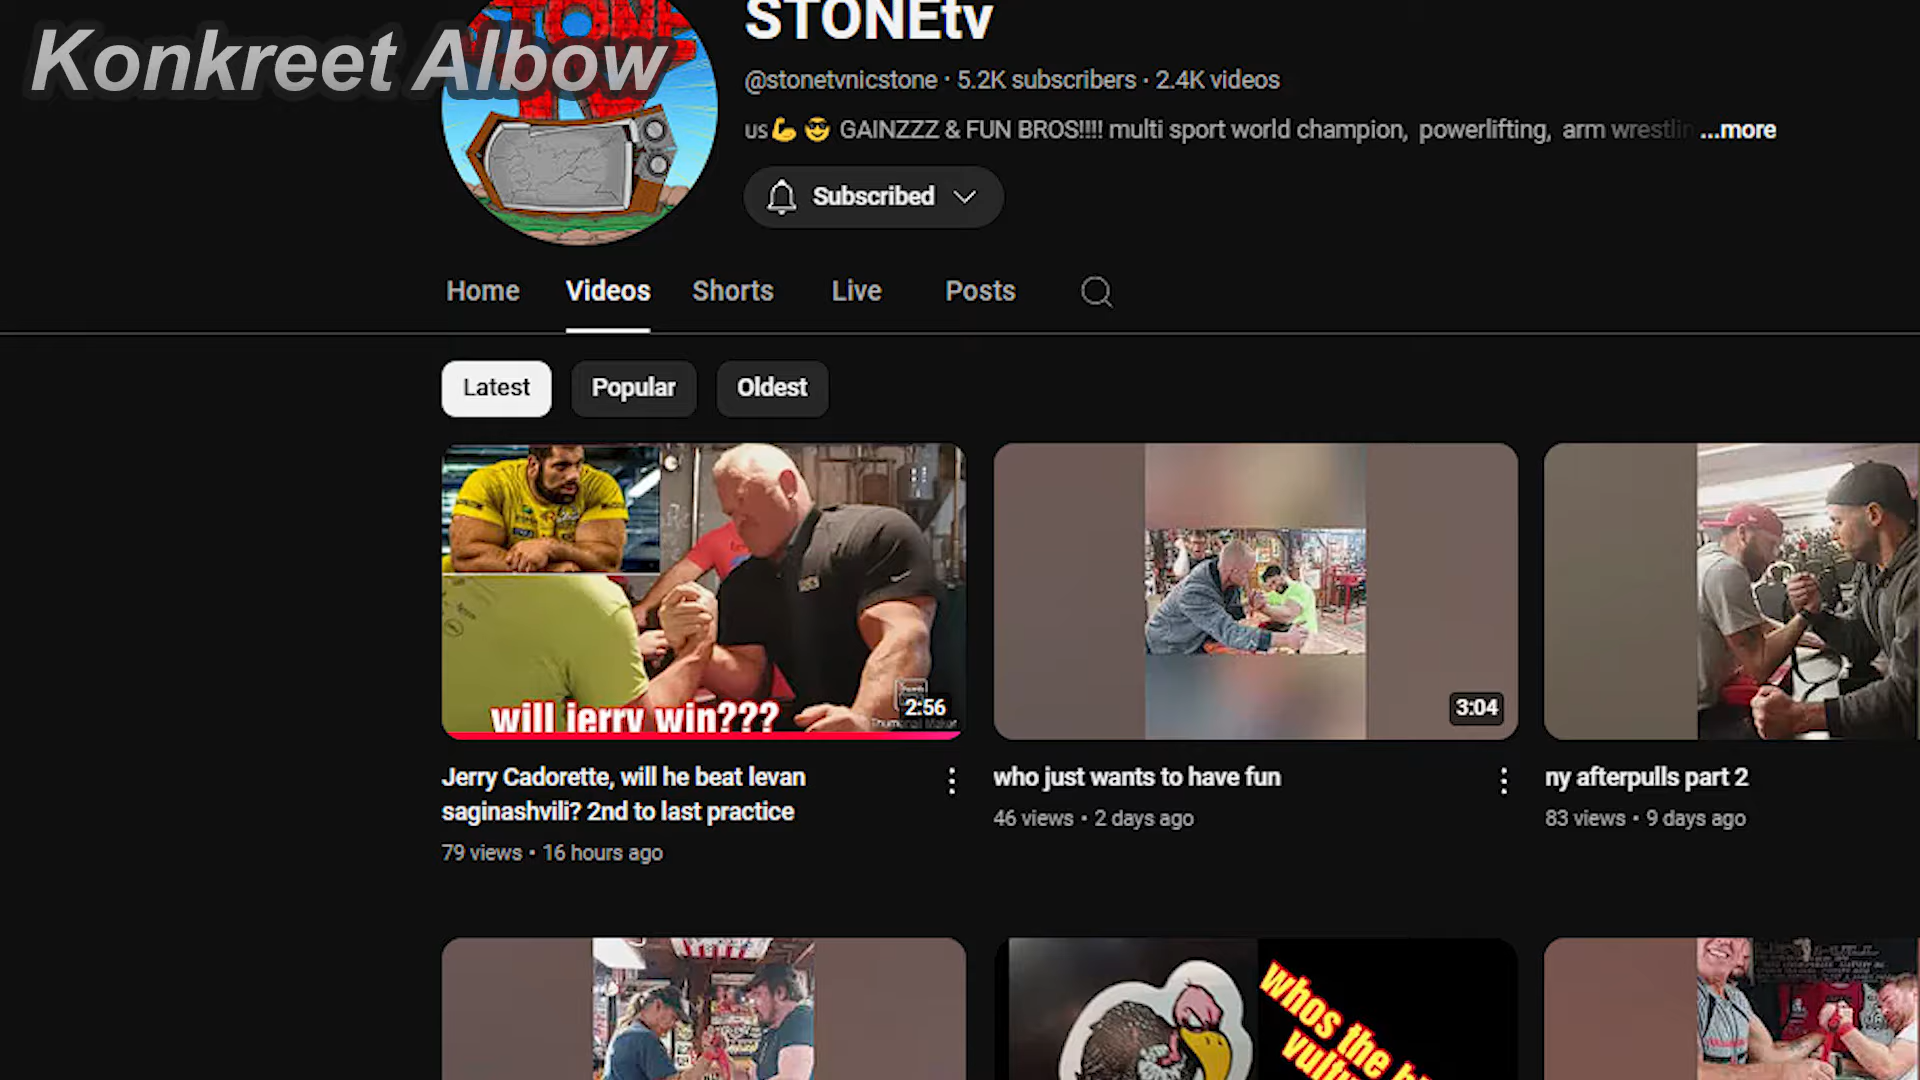 Konkreet Albow
STONEtv
@stonetvnicstone · 5.2K subscribers · 2.4K videos
us💪 😎 GAINZZZ & FUN BROS!!!! multi sport world champion, powerlifting, arm wrestlin ...more
Subscribed
Home Videos Shorts Live Posts
Latest Popular Oldest
will jerry win???
2:56
Thumbnail Maker
3:04
Jerry Cadorette, will he beat levan
saginashvili? 2nd to last practice
79 views • 16 hours ago
who just wants to have fun
46 views • 2 days ago
ny afterpulls part 2
83 views • 9 days ago
whos the